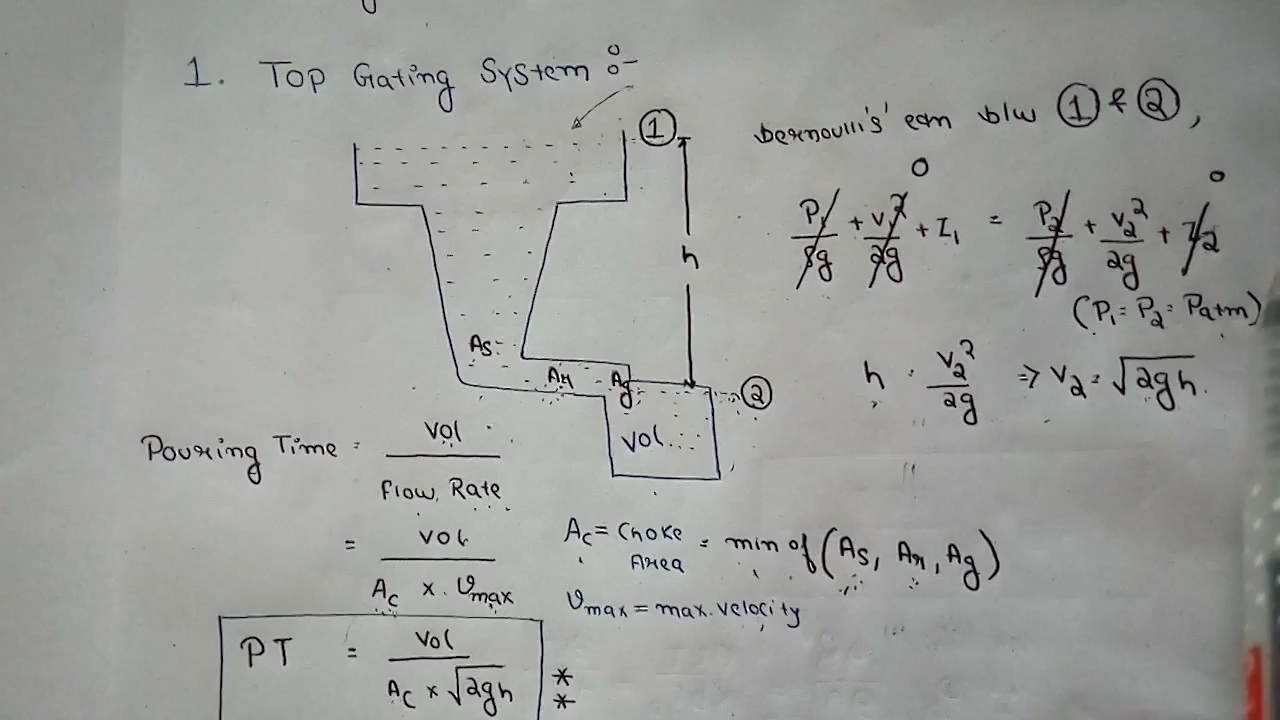 1. Top Gating System :-
①
bernoulli's' eqn b/w ① & ②,
0 0
P₁/ρg + V₁²/2g + Z₁ = P₂/ρg + V₂²/2g + Z₂
(P₁ = P₂ = Patm)
h
h = V₂²/2g ⇒ V₂ = √2gh.
As
AR Ag
②
Vol
Pouring Time = Vol / Flow Rate
= Vol / Ac × Vmax
Ac = Choke Area = min of (As, AR, Ag)
Vmax = max. velocity
PT = Vol / Ac × √2gh **